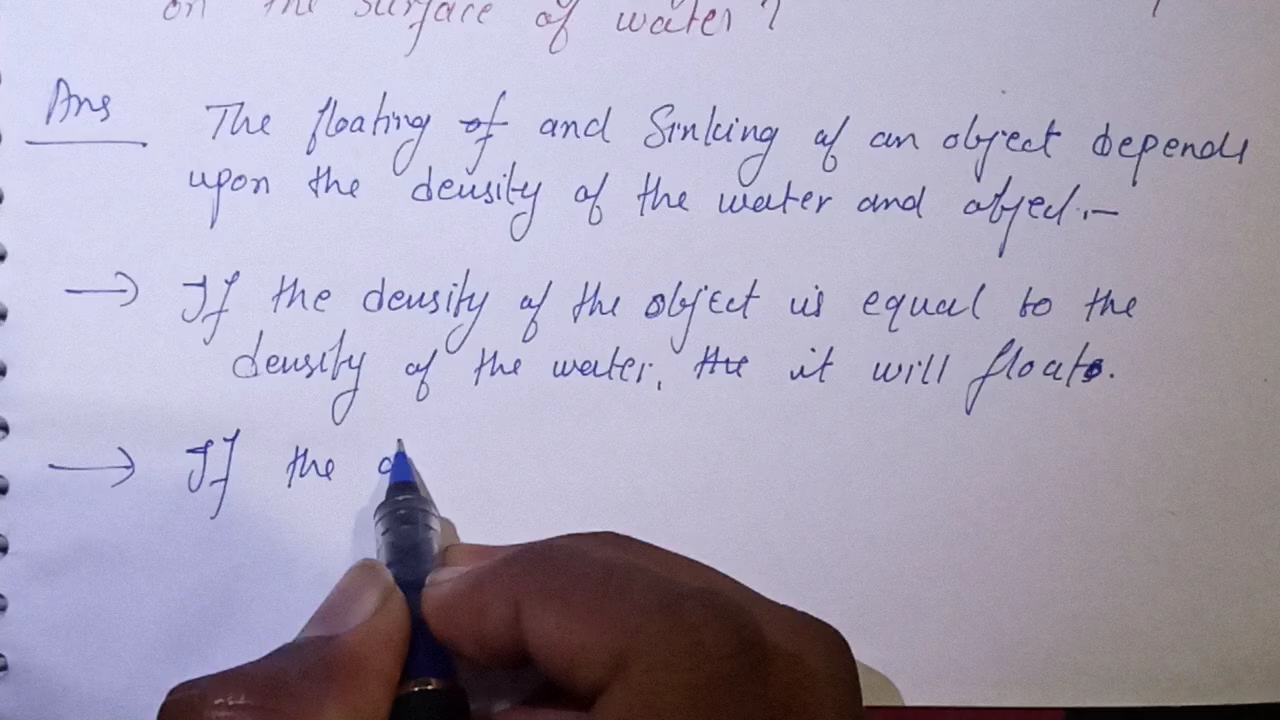 on the surface of water?
Ans The floating of and Sinking of an object depends
upon the density of the water and object:-
→ If the density of the object is equal to the
density of the water, the it will floats.
→ If the d